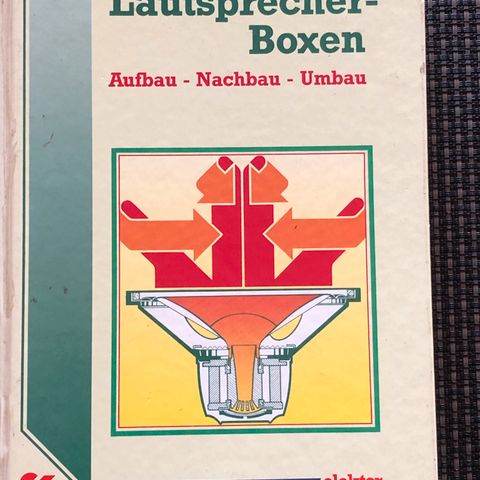 Lautsprecher-
Boxen
Aufbau - Nachbau - Umbau
elektor